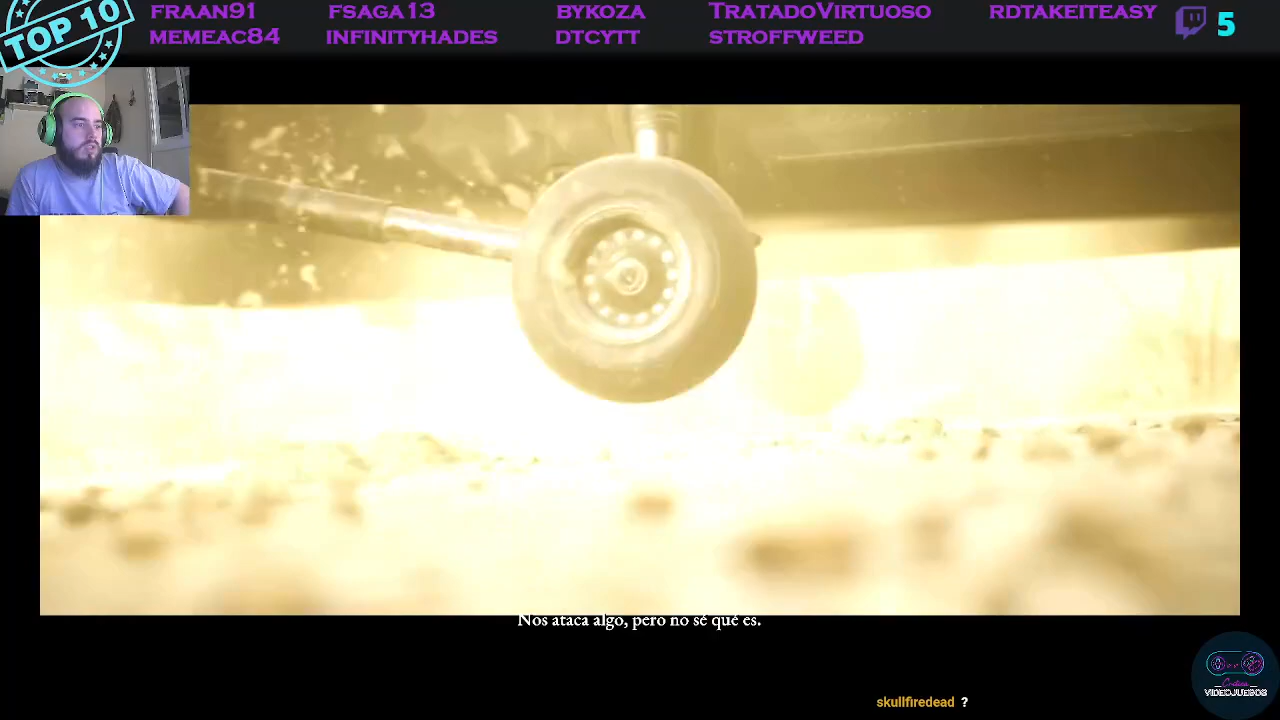 TOP 10
FRAAN91 FSAGA13 BYKOZA TRATADOVIRTUOSO RDTAKEITEASY
MEMEAC84 INFINITYHADES DTCYTT STROFFWEED
5
Nos ataca algo, pero no sé qué es.
VIDEOJUEGOS
skullfiredead ?